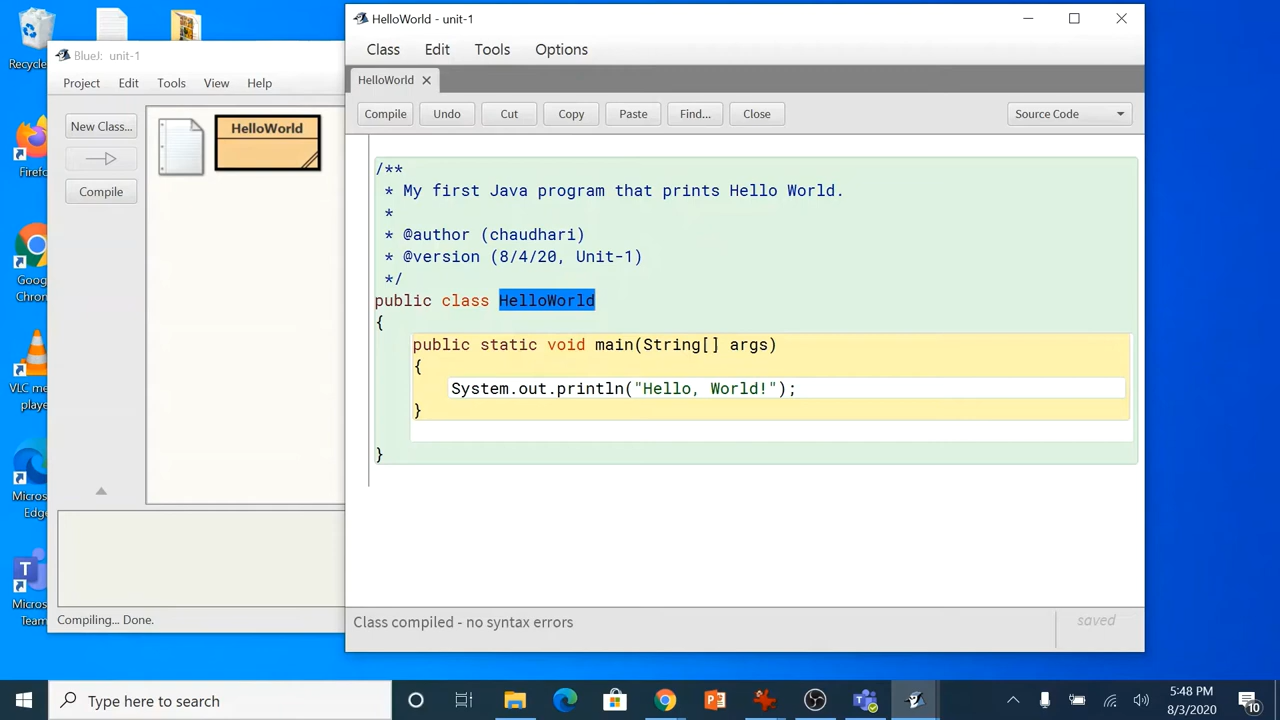 Recycle
Firefo
Goog
Chron
VLC me
playe
Micros
Edge
Micros
Team
BlueJ: unit-1
Project Edit Tools View Help
New Class...
Compile
HelloWorld
Compiling... Done.
HelloWorld - unit-1
Class Edit Tools Options
HelloWorld
Compile Undo Cut Copy Paste Find... Close Source Code
/**
* My first Java program that prints Hello World.
*
* @author (chaudhari)
* @version (8/4/20, Unit-1)
*/
public class HelloWorld
{
public static void main(String[] args)
{
System.out.println("Hello, World!");
}
}
Class compiled - no syntax errors
saved
Type here to search
5:48 PM
8/3/2020
10